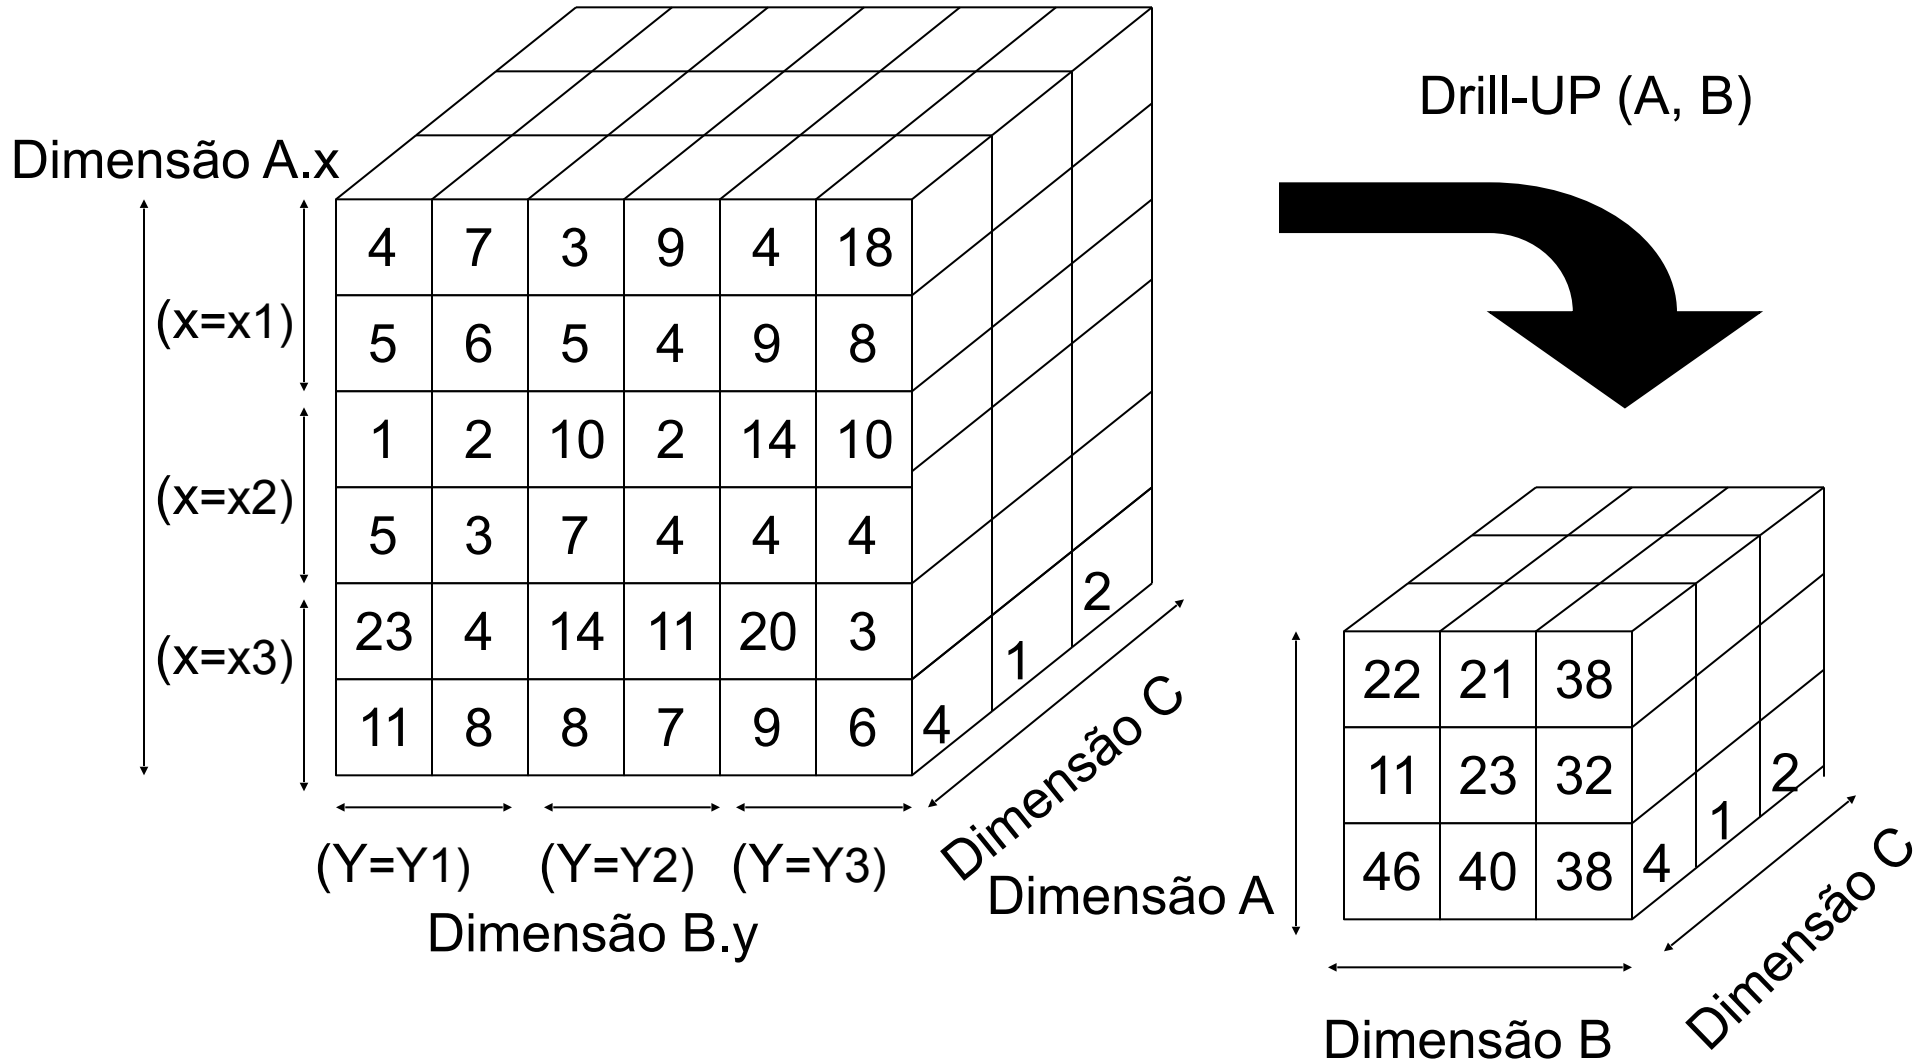 Drill-UP (A, B)
Dimensão A.x
4 7 3 9 4 18
(x=x1)
5 6 5 4 9 8
1 2 10 2 14 10
(x=x2)
5 3 7 4 4 4
23 4 14 11 20 3
(x=x3)
11 8 8 7 9 6
4 1 2
Dimensão C
(Y=Y1) (Y=Y2) (Y=Y3)
Dimensão B.y
22 21 38
11 23 32
46 40 38
4 1 2
Dimensão A
Dimensão C
Dimensão B